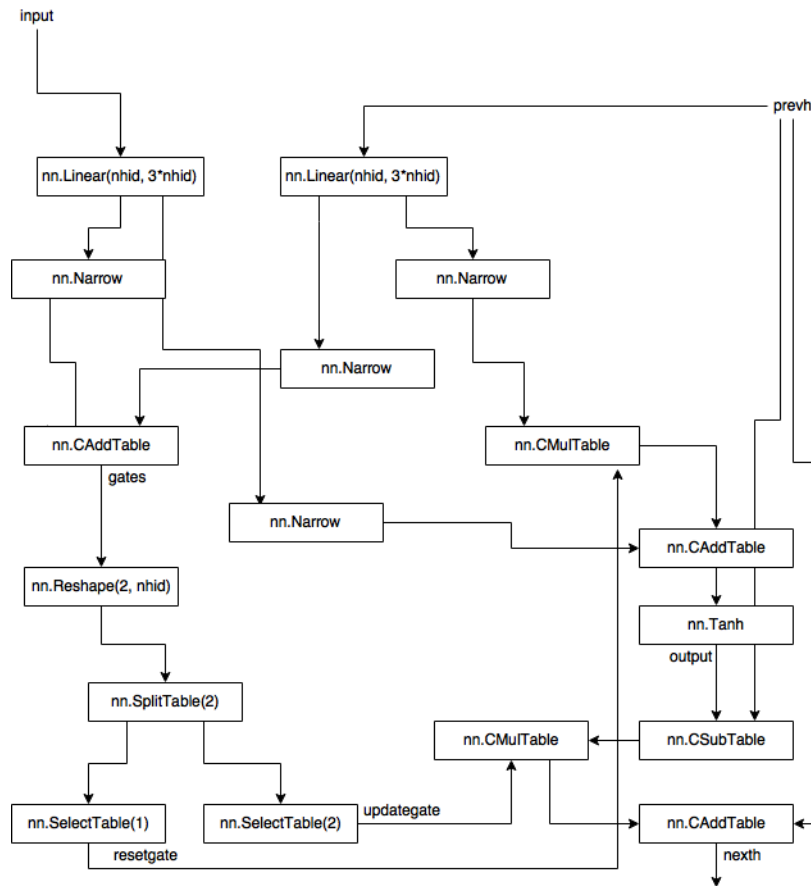 input
prevh
nn.Linear(nhid, 3*nhid)
nn.Linear(nhid, 3*nhid)
nn.Narrow
nn.Narrow
nn.Narrow
nn.CAddTable
nn.CMulTable
gates
nn.Narrow
nn.CAddTable
nn.Reshape(2, nhid)
nn.Tanh
output
nn.SplitTable(2)
nn.CMulTable
nn.CSubTable
updategate
nn.SelectTable(1)
nn.SelectTable(2)
nn.CAddTable
resetgate
nexth